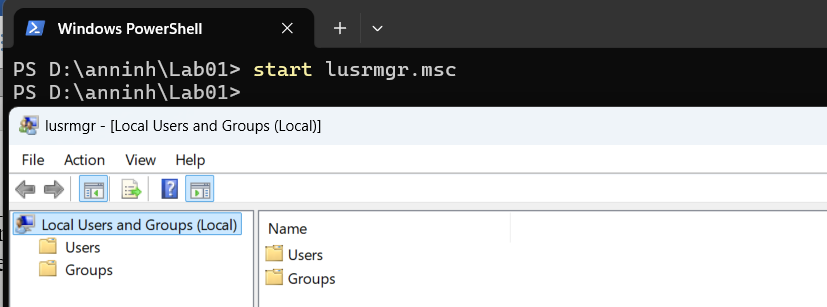 Windows PowerShell
PS D:\anninh\Lab01> start lusrmgr.msc
PS D:\anninh\Lab01>
lusrmgr - [Local Users and Groups (Local)]
File Action View Help
Local Users and Groups (Local)
Users
Groups
Name
Users
Groups